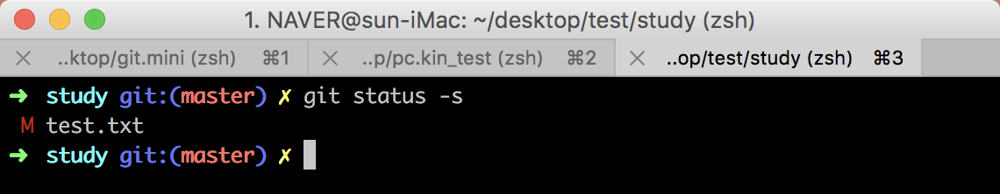 1. NAVER@sun-iMac: ~/desktop/test/study (zsh)
..ktop/git.mini (zsh) ⌘1 ..p/pc.kin_test (zsh) ⌘2 ..op/test/study (zsh) ⌘3
➜ study git:(master) ✗ git status -s
 M test.txt
➜ study git:(master) ✗